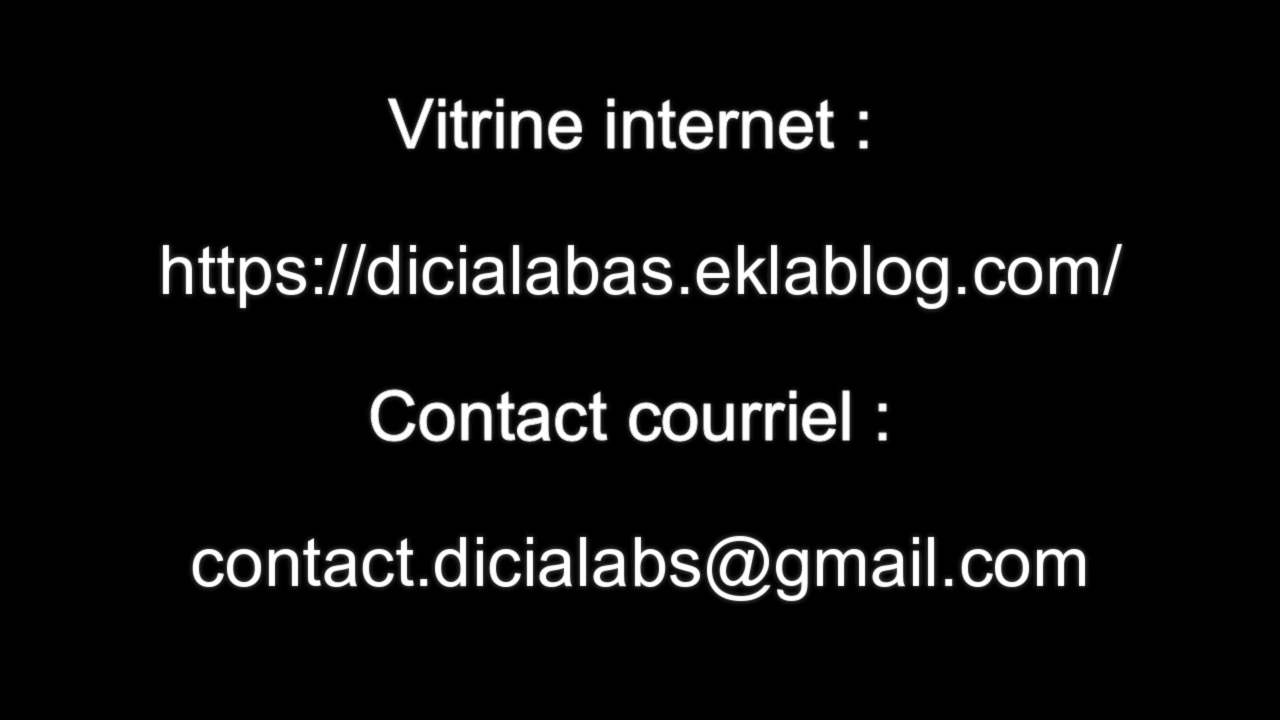 Vitrine internet :
https://dicialabas.eklablog.com/
Contact courriel :
contact.dicialabs@gmail.com